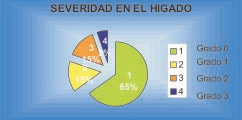 SEVERIDAD EN EL HIGADO
4
3
15%
2
15%
1
65%
1 Grado 0
2 Grado 1
3 Grado 2
4 Grado 3